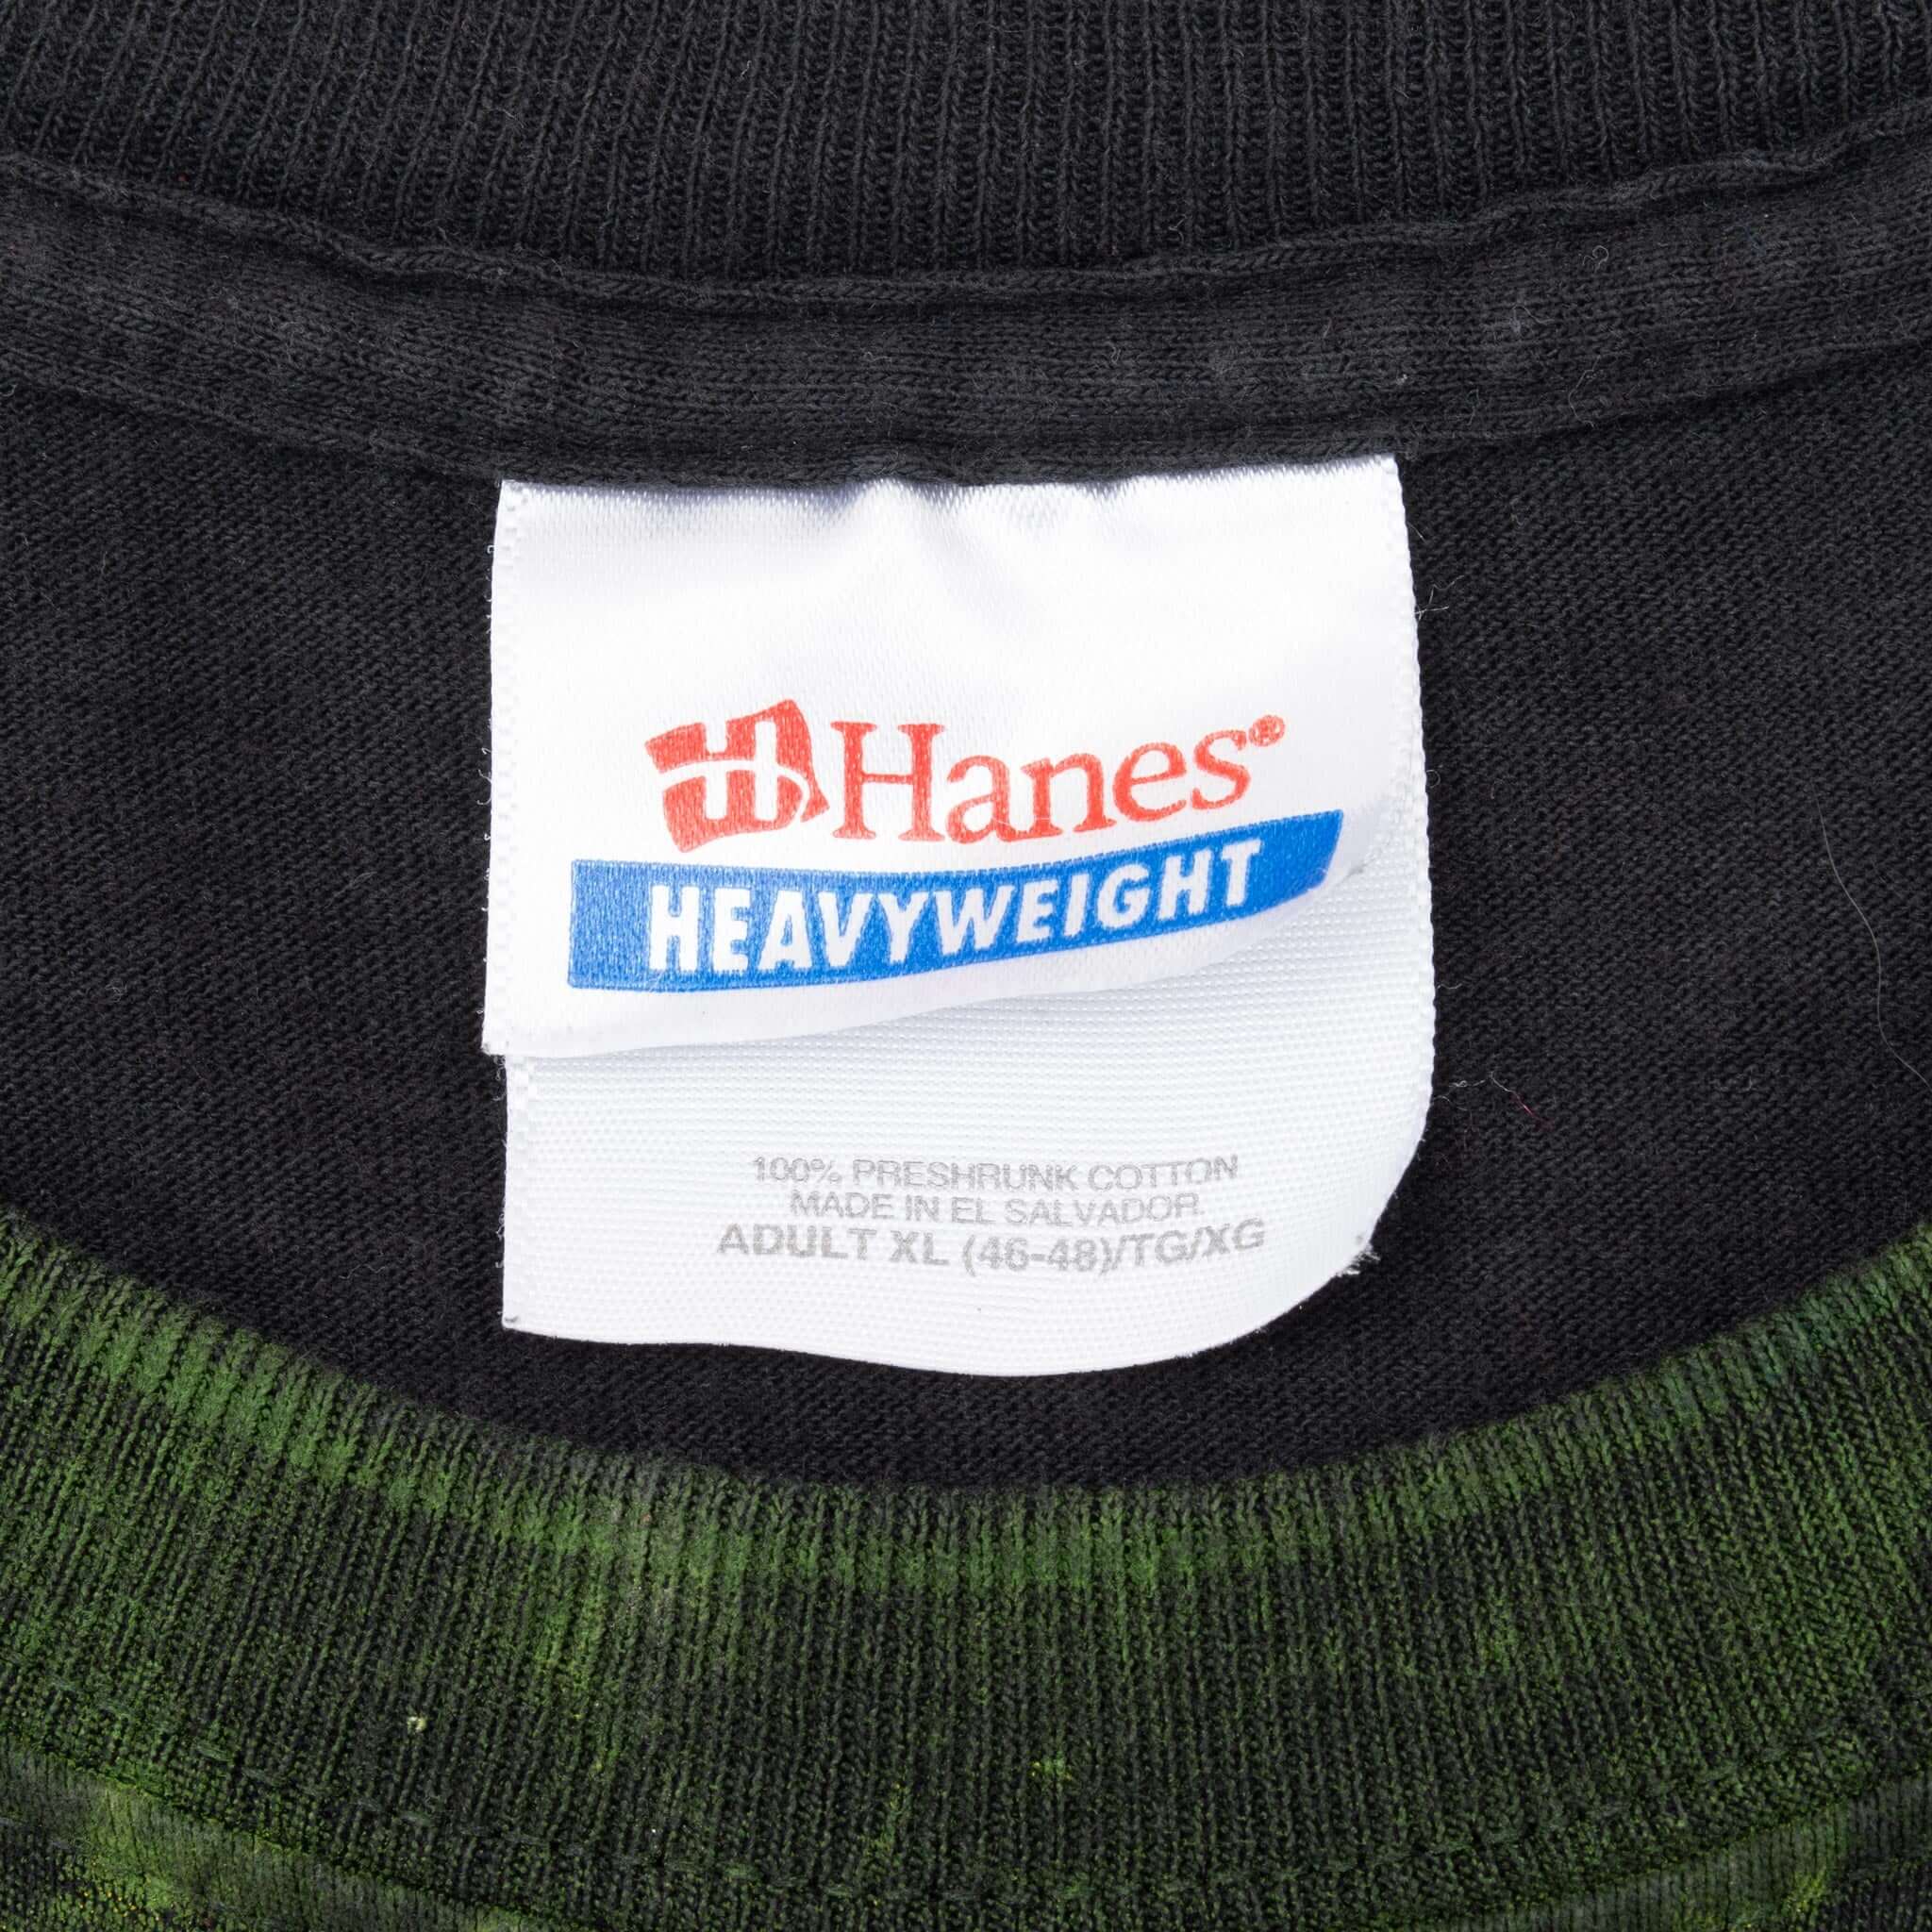 H Hanes®
HEAVYWEIGHT
100% PRESHRUNK COTTON
MADE IN EL SALVADOR.
ADULT XL (46-48)/TG/XG